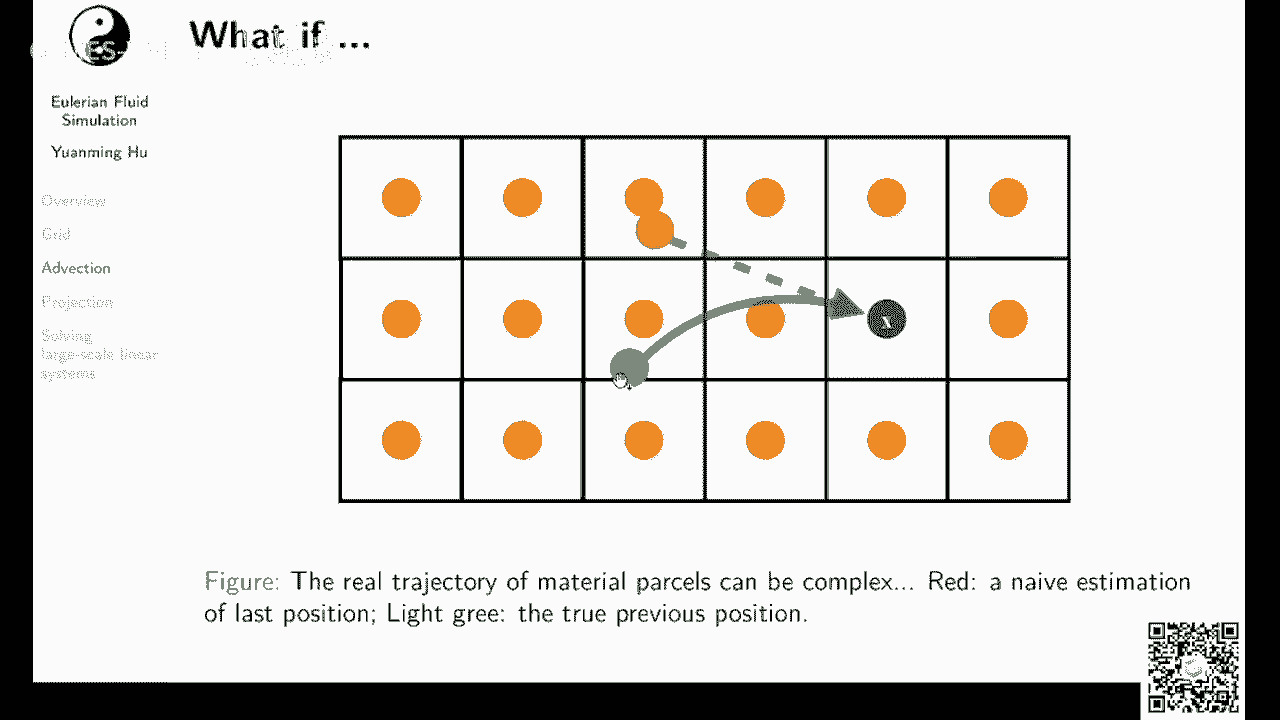 What if ...
Eulerian Fluid
Simulation
Yuanming Hu
Overview
Grid
Advection
Projection
Solving
large-scale linear
systems
x
Figure: The real trajectory of material parcels can be complex... Red: a naive estimation
of last position; Light gree: the true previous position.